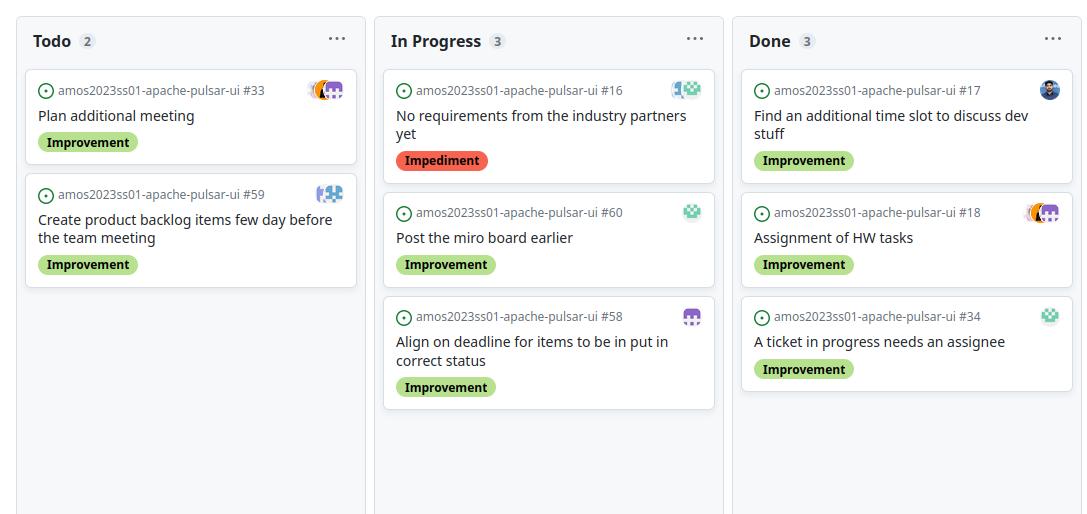 Todo 2
amos2023ss01-apache-pulsar-ui #33
Plan additional meeting
Improvement
amos2023ss01-apache-pulsar-ui #59
Create product backlog items few day before
the team meeting
Improvement
In Progress 3
amos2023ss01-apache-pulsar-ui #16
No requirements from the industry partners
yet
Impediment
amos2023ss01-apache-pulsar-ui #60
Post the miro board earlier
Improvement
amos2023ss01-apache-pulsar-ui #58
Align on deadline for items to be in put in
correct status
Improvement
Done 3
amos2023ss01-apache-pulsar-ui #17
Find an additional time slot to discuss dev
stuff
Improvement
amos2023ss01-apache-pulsar-ui #18
Assignment of HW tasks
Improvement
amos2023ss01-apache-pulsar-ui #34
A ticket in progress needs an assignee
Improvement